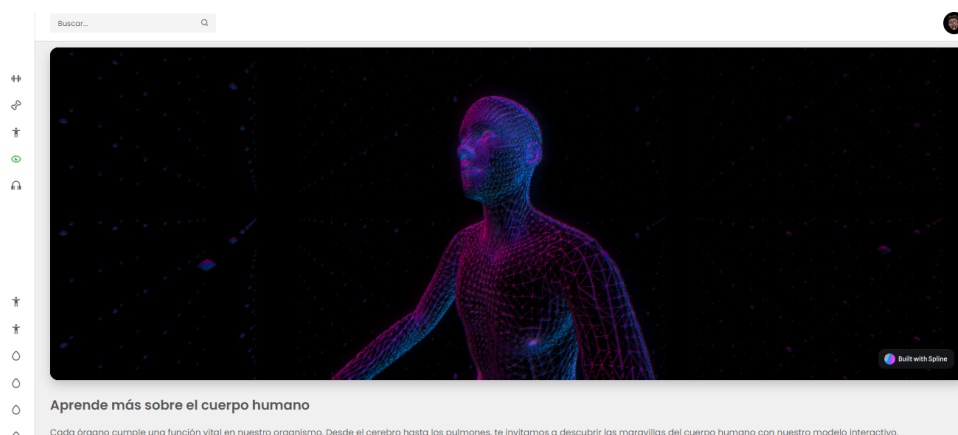 Buscar...
Built with Spline
Aprende más sobre el cuerpo humano
Cada órgano cumple una función vital en nuestro organismo. Desde el cerebro hasta los pulmones, te invitamos a descubrir las maravillas del cuerpo humano con nuestro modelo interactivo.